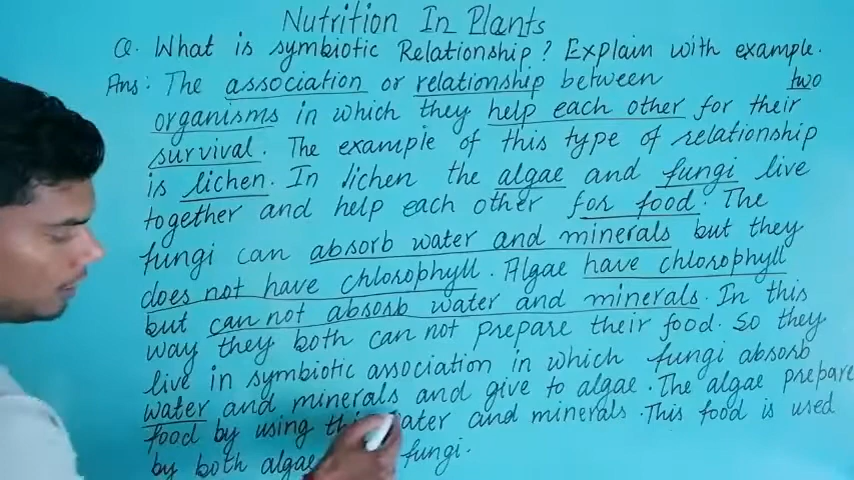 Nutrition In Plants
Q. What is symbiotic Relationship? Explain with example.
Ans: The association or relationship between two
organisms in which they help each other for their
survival. The example of this type of relationship
is lichen. In lichen the algae and fungi live
together and help each other for food. The
fungi can absorb water and minerals but they
does not have chlorophyll. Algae have chlorophyll
but can not absorb water and minerals. In this
way they both can not prepare their food. So they
live in symbiotic association in which fungi absorb
water and minerals and give to algae. The algae prepare
food by using this water and minerals. This food is used
by both algae fungi.